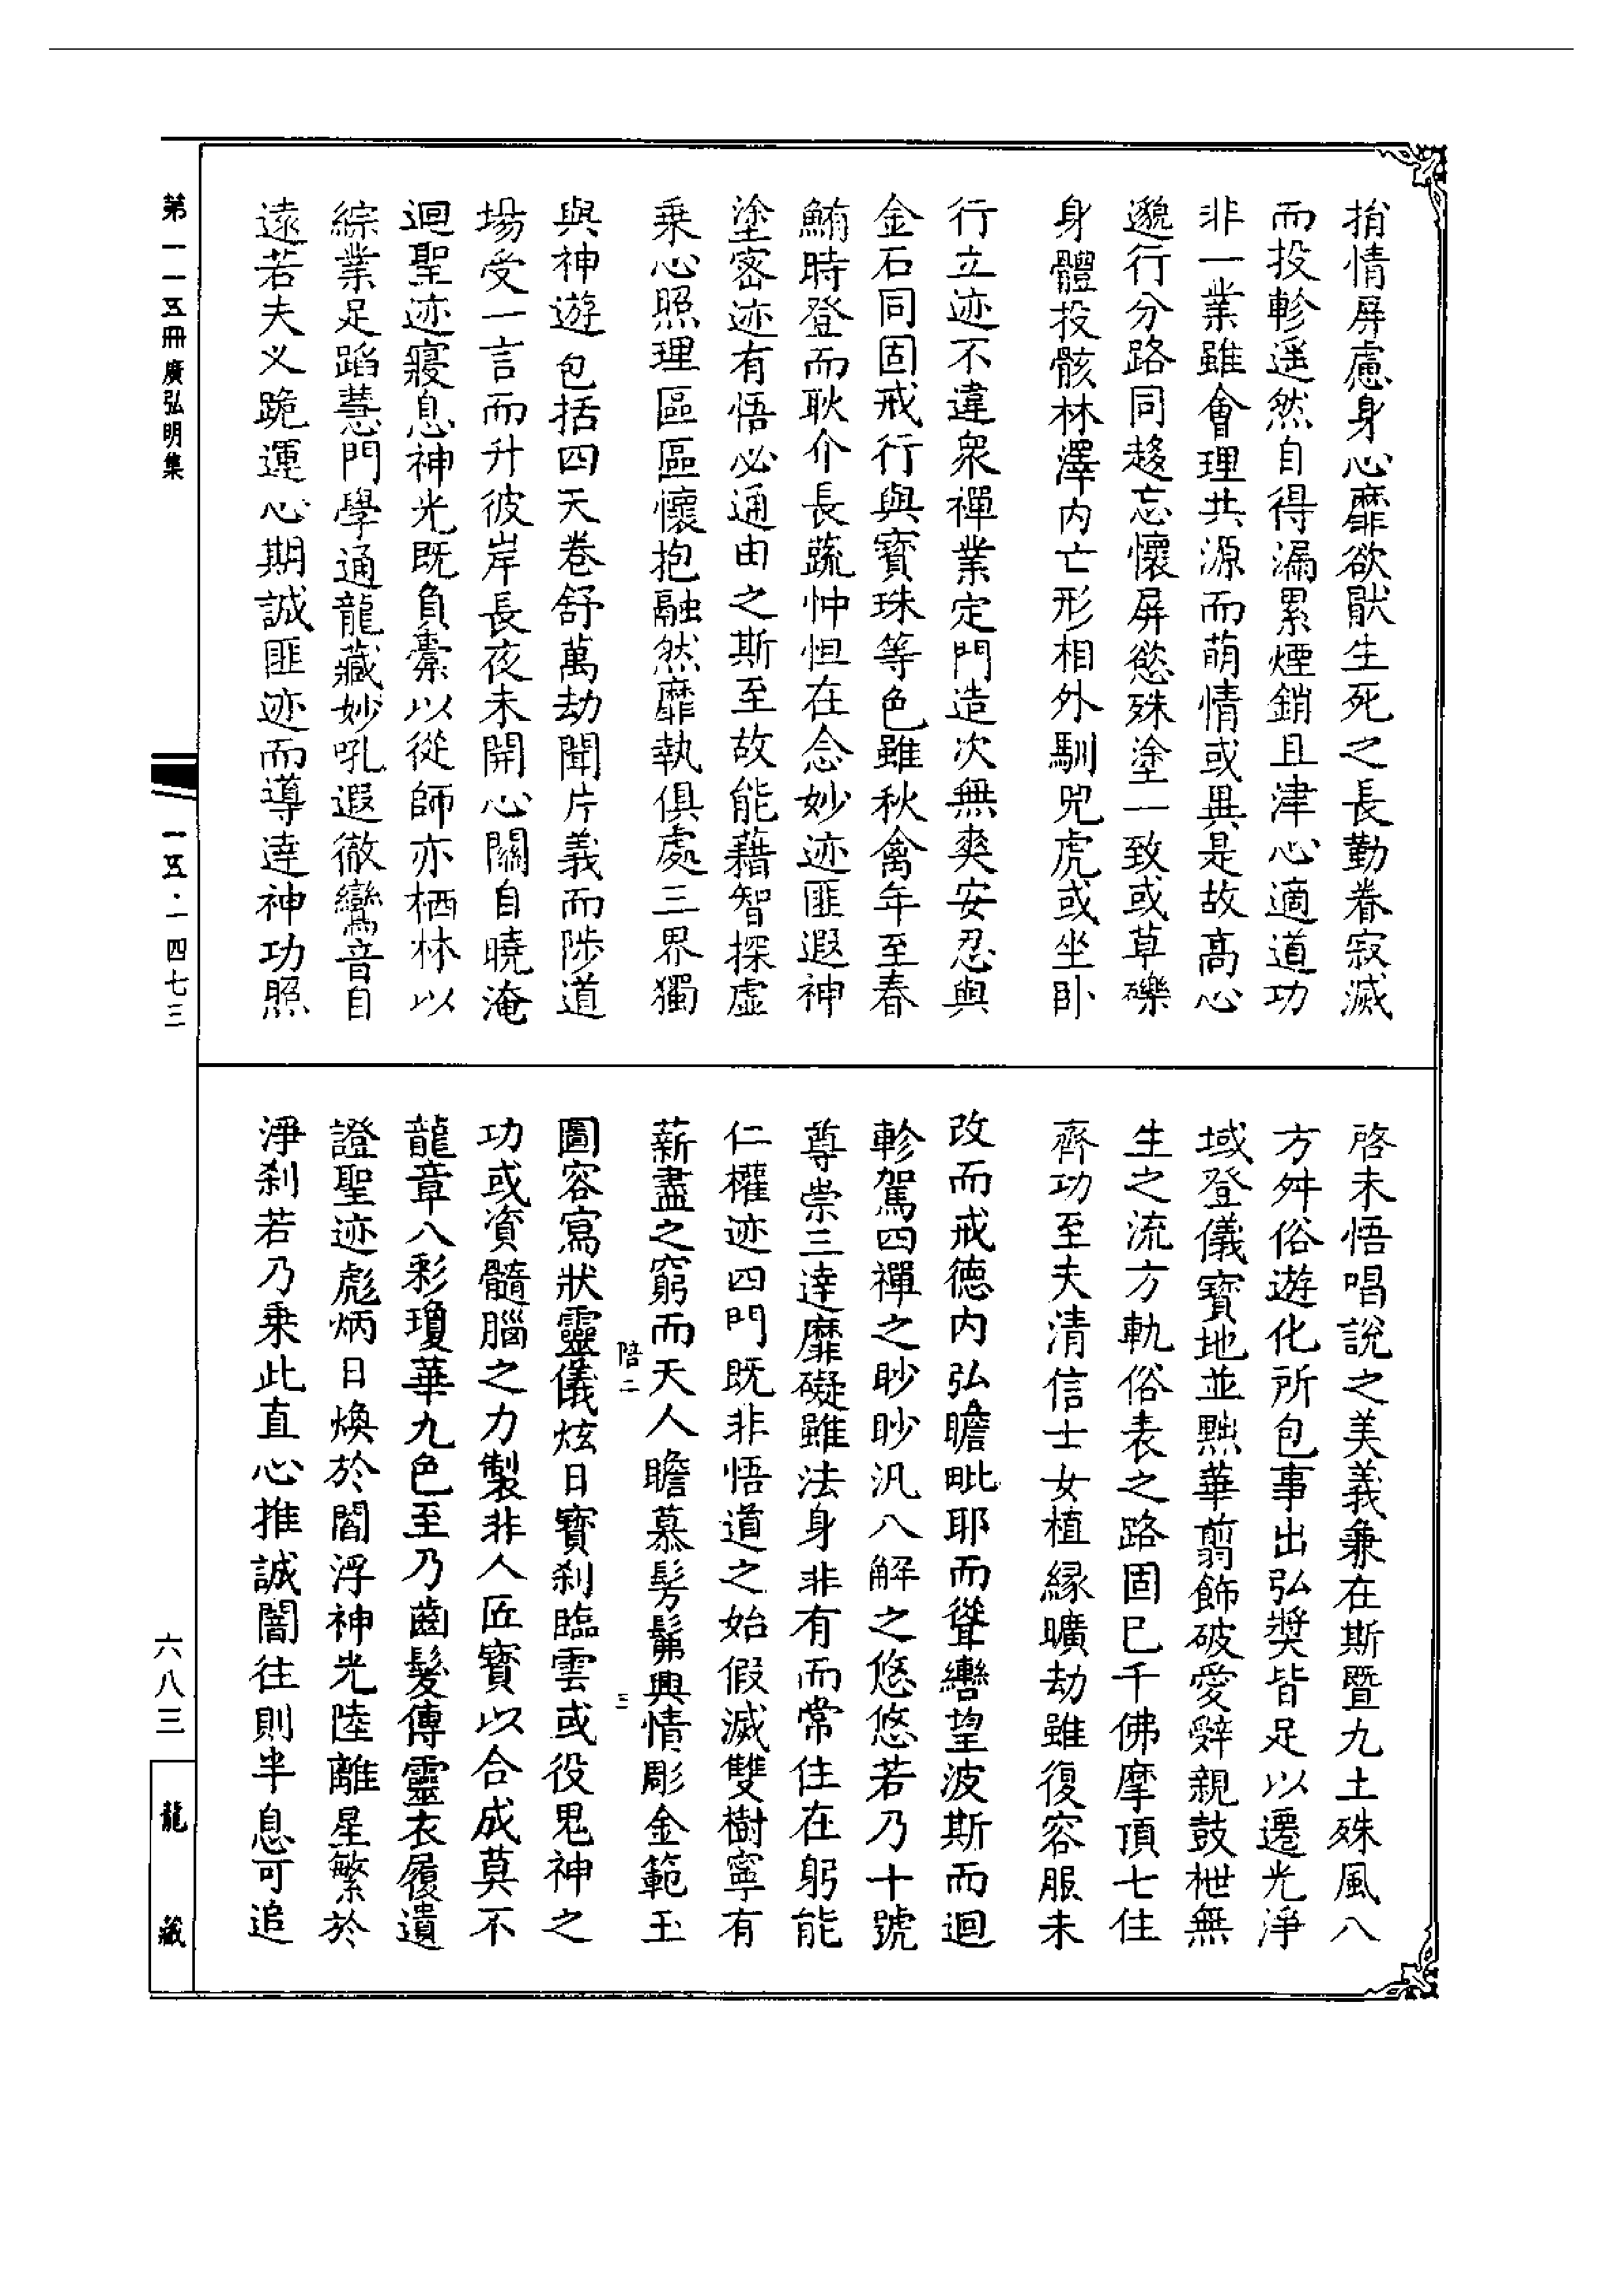 捐情屏慮身心靡欲猒生死之長勤眷寂滅
而投軫遥然自得漏累煙銷且津心適道功
非一業雖會理共源而萌情或異是故高心
邈行分路同趍忘懷屏慾殊塗一致或草礫
身體投骸林澤内亡形相外馴兕虎或坐卧
行立迹不違衆禪業定門造次無爽安忍與
金石同固戒行與寳珠等色雖秋禽年至春
鮪時登而耿介長蔬忡怛在念妙迹匪遐神
塗密迹有悟必通由之斯至故能藉智探虚
乗心照理區區懷抱融然靡執俱處三界獨
與神遊包括四天卷舒萬劫聞片義而陟道
場受一言而升彼岸長夜未開心關自曉淹
迴聖迹寢息神光既負橐以從師亦栖林以
綜業足蹈慧門學通龍藏妙吼遐徹鸞音自
逺若夫义跪運心期誠匪迹而導達神功照
啓未悟唱說之美義兼在斯暨九土殊風八
方舛俗遊化所包事出弘奬皆足以遷光淨
域登儀寳地並黜華翦飾破愛辭親鼓枻無
生之流方軌俗表之路固已千佛摩頂七住
齊功至夫清信士女植縁曠劫雖復容服未
改而戒徳内弘瞻毗耶而聳轡望波斯而迴
軫駕四禪之眇眇汎八解之悠悠若乃十號
尊崇三達靡礙雖法身非有而常住在躬能
仁權迹四門既非悟道之始假滅雙樹寧有
薪盡之窮而天人瞻慕髣髴興情彫金範玉
陪二
三
圖容寫狀靈儀炫日寳刹臨雲或役鬼神之
功或資髓腦之力製非人匠寳以合成莫不
龍章八彩瓊華九色至乃齒髮傳靈衣履遺
證聖迹彪炳日煥於閻浮神光陸離星繁於
淨刹若乃乗此直心推誠闇往則半息可追
第一一五冊 廣弘明集
一五·一四七三
六八三
龍藏